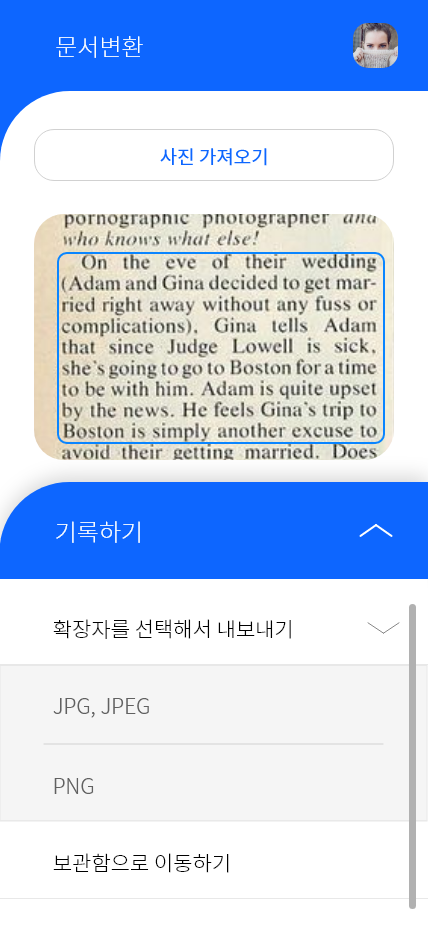 문서변환
사진 가져오기
pornographic photographer and
who knows what else!
On the eve of their wedding
(Adam and Gina decided to get mar-
ried right away without any fuss or
complications), Gina tells Adam
that since Judge Lowell is sick,
she's going to go to Boston for a time
to be with him. Adam is quite upset
by the news. He feels Gina's trip to
Boston is simply another excuse to
avoid their getting married. Does
기록하기
확장자를 선택해서 내보내기
JPG, JPEG
PNG
보관함으로 이동하기